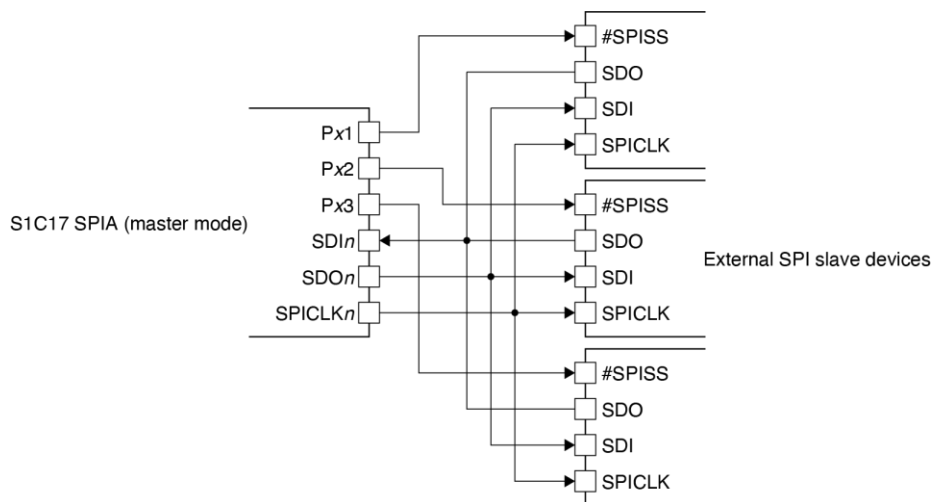 #SPISS
SDO
SDI
SPICLK
Px1
Px2
Px3
SDIn
SDOn
SPICLKn
S1C17 SPIA (master mode)
#SPISS
SDO
SDI
SPICLK
External SPI slave devices
#SPISS
SDO
SDI
SPICLK